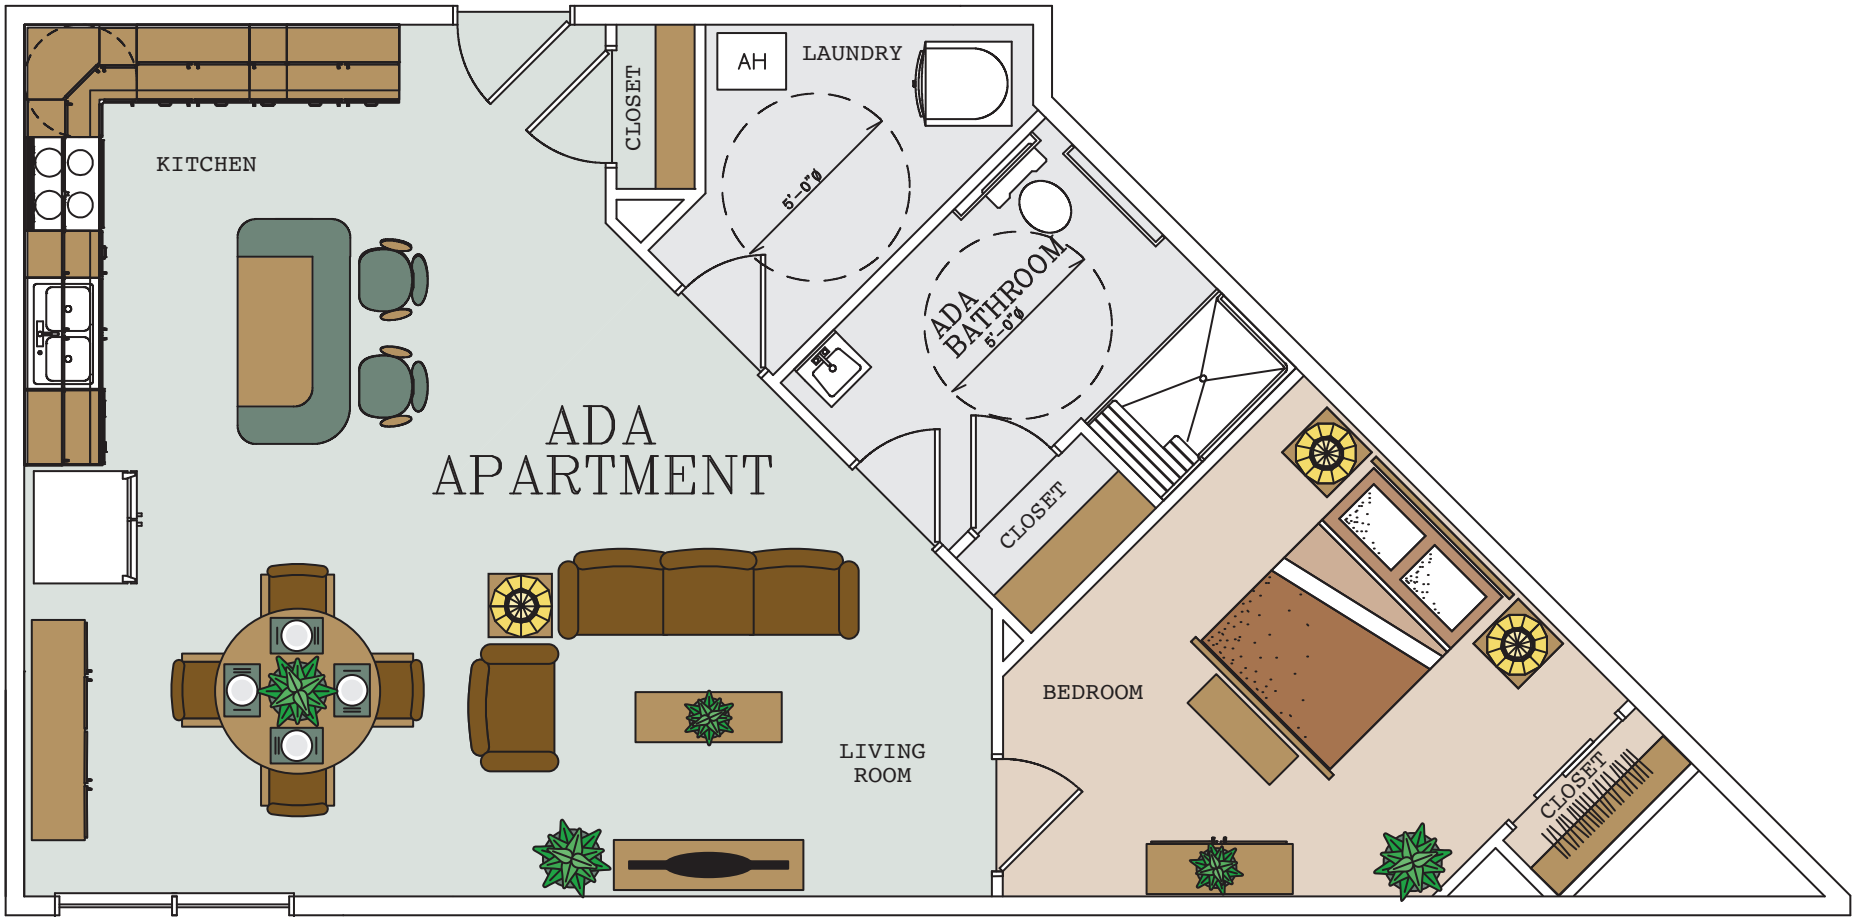 AH
LAUNDRY
CLOSET
KITCHEN
5'-0"Ø
ADA
BATHROOM
5'-0"Ø
ADA
APARTMENT
CLOSET
BEDROOM
LIVING
ROOM
CLOSET